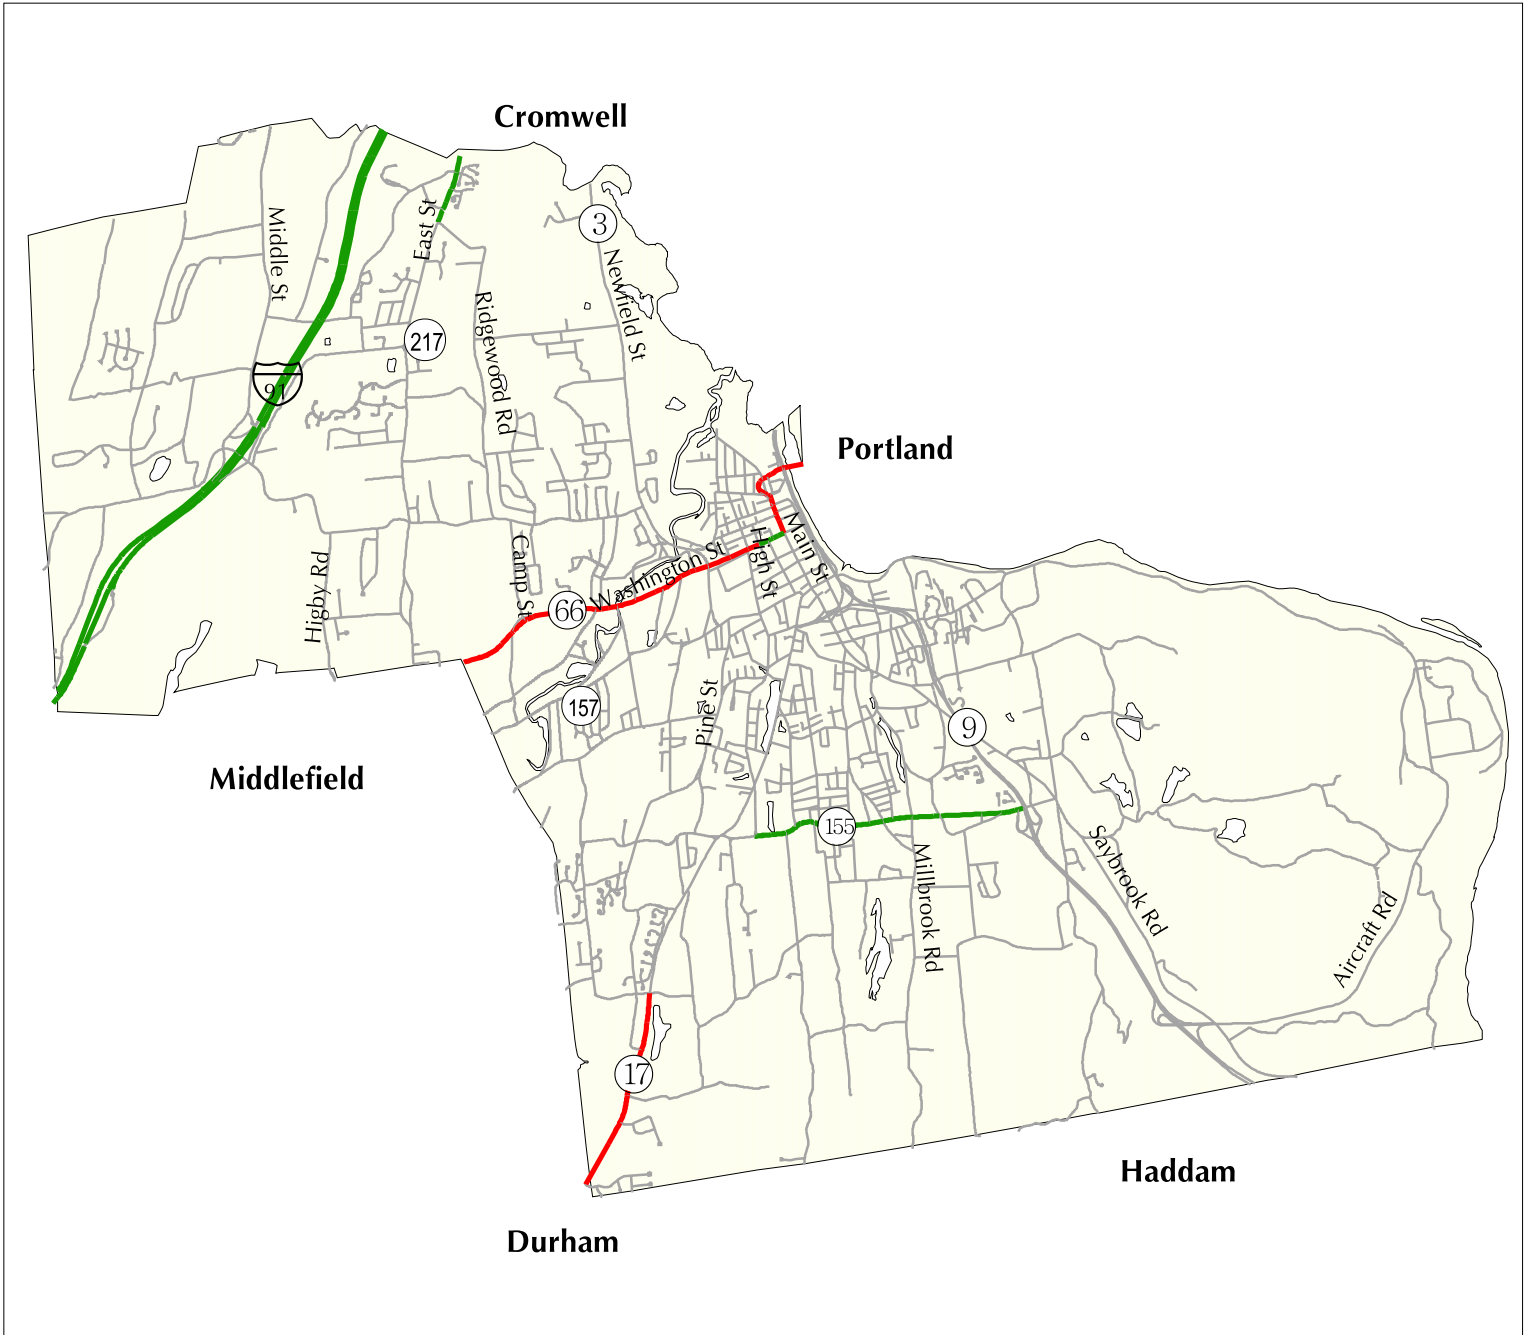 Cromwell
Middle St
East St
3
Newfield St
Ridgewood Rd
217
91
Portland
Main St
High St
Washington St
Camp St
Higby Rd
66
157
Pine St
9
Middlefield
155
Saybrook Rd
Millbrook Rd
Aircraft Rd
17
Haddam
Durham